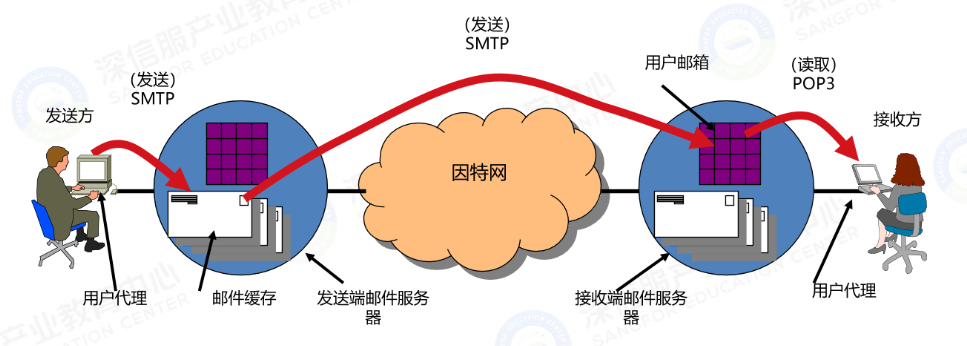 （发送）
SMTP
（发送）
SMTP
用户邮箱
（读取）
POP3
发送方
接收方
因特网
用户代理
邮件缓存
发送端邮件服务
器
接收端邮件服务
器
用户代理
深信服产业教育中心
SANGFOR EDUCATION CENTER